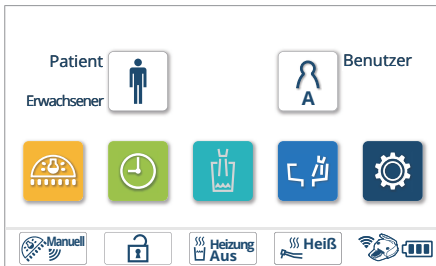 Patient
Benutzer
Erwachsener
A
Manuell
Heizung
Aus
Heiß